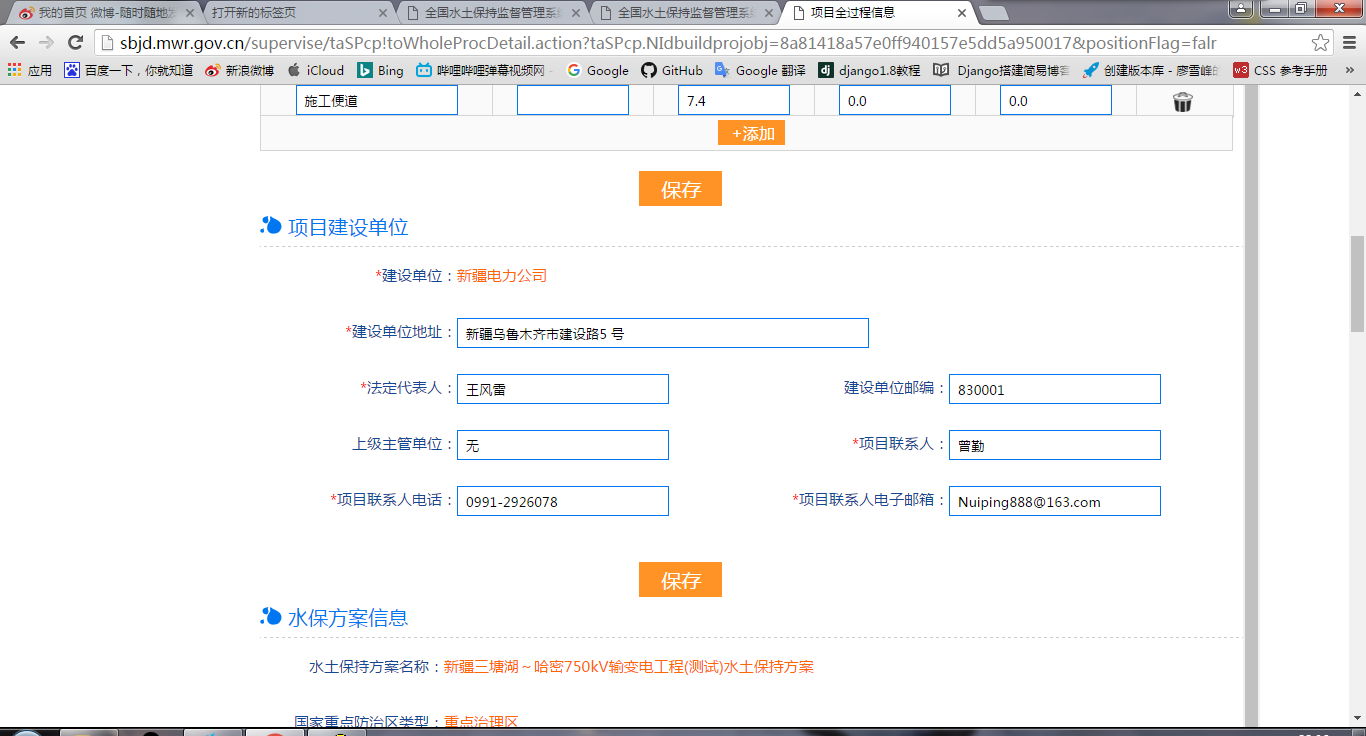 我的首页 微博-随时随地发
打开新的标签页
全国水土保持监督管理系统
全国水土保持监督管理系统
项目全过程信息
sbjd.mwr.gov.cn/supervise/taSPcp!toWholeProcDetail.action?taSPcp.NIdbuildprojobj=8a81418a57e0ff940157e5dd5a950017&positionFlag=falr
应用
百度一下，你就知道
新浪微博
iCloud
Bing
哔哩哔哩弹幕视频网
Google
GitHub
Google 翻译
django1.8教程
Django搭建简易博客
创建版本库 - 廖雪峰的
CSS 参考手册
施工便道
7.4
0.0
0.0
+添加
保存
项目建设单位
*建设单位：新疆电力公司
*建设单位地址：新疆乌鲁木齐市建设路5 号
*法定代表人：王风雷
建设单位邮编：830001
上级主管单位：无
*项目联系人：曾勤
*项目联系人电话：0991-2926078
*项目联系人电子邮箱：Nuiping888@163.com
保存
水保方案信息
水土保持方案名称：新疆三塘湖～哈密750kV输变电工程(测试)水土保持方案
国家重点防治区类型：重点治理区